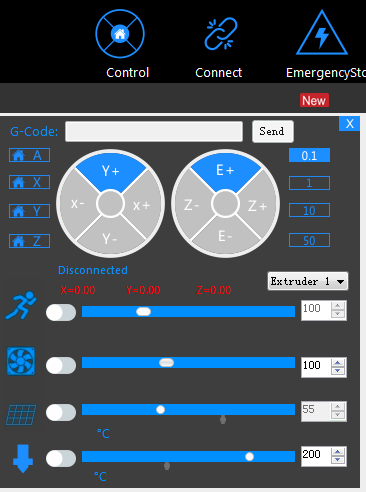 Control Connect EmergencySto
New
X
G-Code: Send
A
X
Y
Z
Y+
x- x+
Y-
E+
Z- Z+
E-
0.1
1
10
50
Disconnected
Extruder 1
X=0.00 Y=0.00 Z=0.00
100
100
55
°C
200
°C